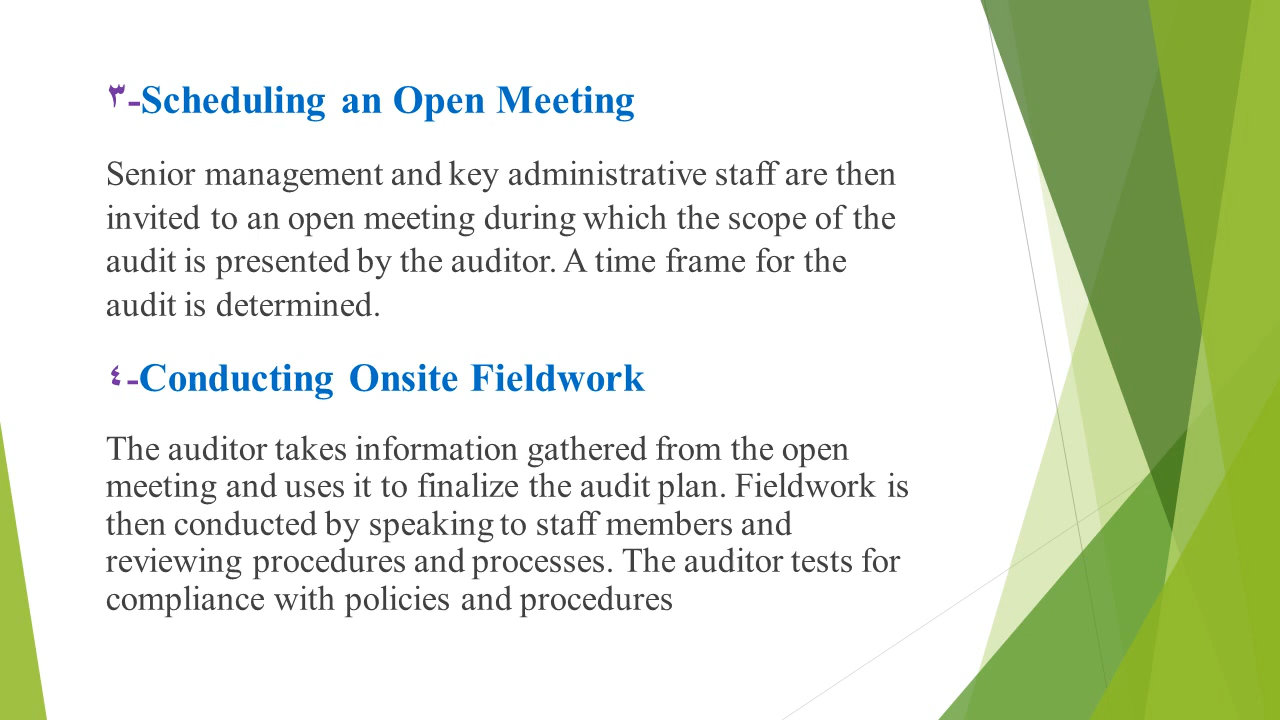 ٣-Scheduling an Open Meeting
Senior management and key administrative staff are then
invited to an open meeting during which the scope of the
audit is presented by the auditor. A time frame for the
audit is determined.
٤-Conducting Onsite Fieldwork
The auditor takes information gathered from the open
meeting and uses it to finalize the audit plan. Fieldwork is
then conducted by speaking to staff members and
reviewing procedures and processes. The auditor tests for
compliance with policies and procedures